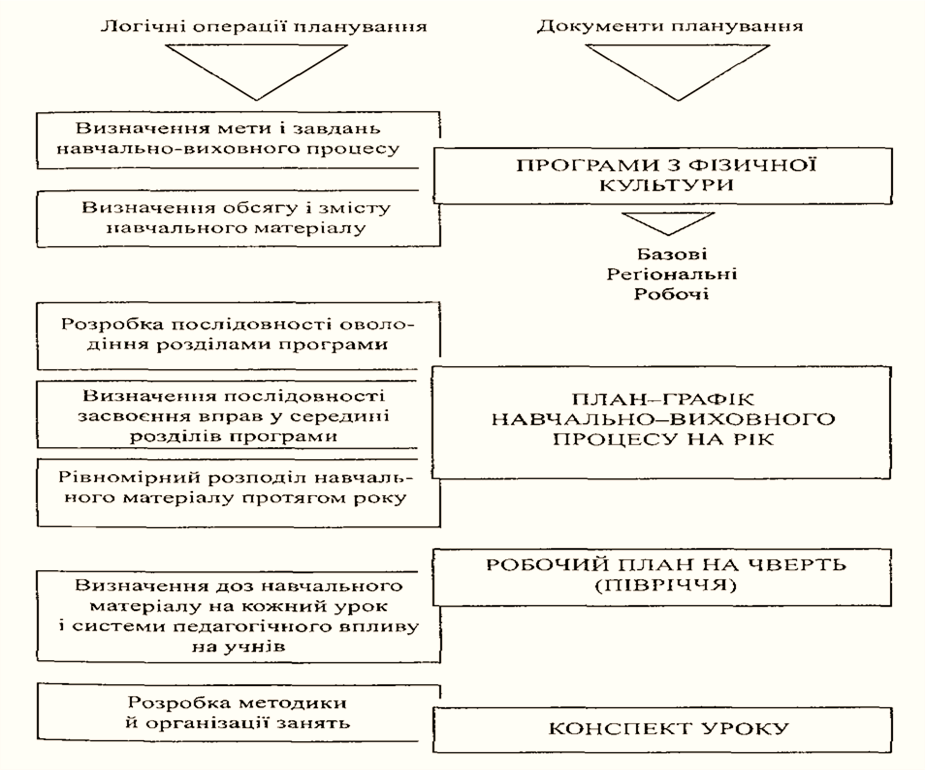 Логічні операції планування
Документи планування
Визначення мети і завдань
навчально-виховного процесу
ПРОГРАМИ З ФІЗИЧНОЇ
КУЛЬТУРИ
Визначення обсягу і змісту
навчального матеріалу
Базові
Реґіональні
Робочі
Розробка послідовності оволо-
діння розділами програми
Визначення послідовності
засвоєння вправ у середині
розділів програми
ПЛАН–ГРАФІК
НАВЧАЛЬНО–ВИХОВНОГО
ПРОЦЕСУ НА РІК
Рівномірний розподіл навчаль-
ного матеріалу протягом року
РОБОЧИЙ ПЛАН НА ЧВЕРТЬ
(ПІВРІЧЧЯ)
Визначення доз навчального
матеріалу на кожний урок
і системи педагогічного впливу
на учнів
Розробка методики
й організації занять
КОНСПЕКТ УРОКУ